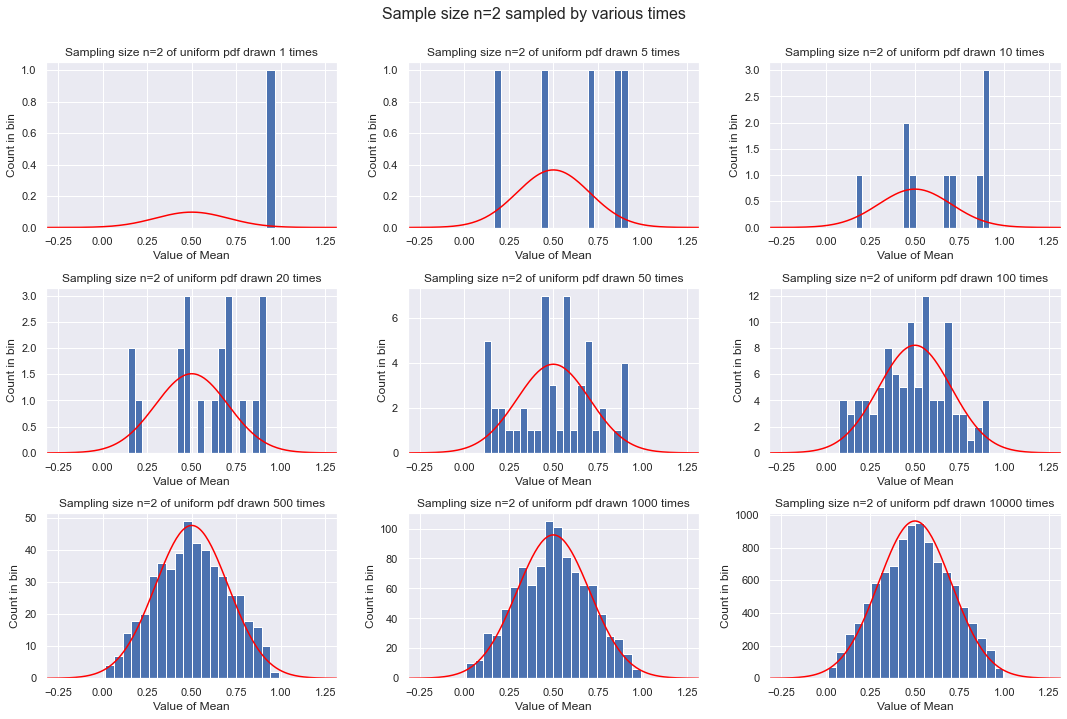 Sample size n=2 sampled by various times
Sampling size n=2 of uniform pdf drawn 1 times
Sampling size n=2 of uniform pdf drawn 5 times
Sampling size n=2 of uniform pdf drawn 10 times
1.0
0.8
0.6
0.4
0.2
0.0
Count in bin
−0.25 0.00 0.25 0.50 0.75 1.00 1.25
Value of Mean
1.0
0.8
0.6
0.4
0.2
0.0
Count in bin
−0.25 0.00 0.25 0.50 0.75 1.00 1.25
Value of Mean
3.0
2.5
2.0
1.5
1.0
0.5
0.0
Count in bin
−0.25 0.00 0.25 0.50 0.75 1.00 1.25
Value of Mean
Sampling size n=2 of uniform pdf drawn 20 times
Sampling size n=2 of uniform pdf drawn 50 times
Sampling size n=2 of uniform pdf drawn 100 times
3.0
2.5
2.0
1.5
1.0
0.5
0.0
Count in bin
−0.25 0.00 0.25 0.50 0.75 1.00 1.25
Value of Mean
6
4
2
0
Count in bin
−0.25 0.00 0.25 0.50 0.75 1.00 1.25
Value of Mean
12
10
8
6
4
2
0
Count in bin
−0.25 0.00 0.25 0.50 0.75 1.00 1.25
Value of Mean
Sampling size n=2 of uniform pdf drawn 500 times
Sampling size n=2 of uniform pdf drawn 1000 times
Sampling size n=2 of uniform pdf drawn 10000 times
50
40
30
20
10
0
Count in bin
−0.25 0.00 0.25 0.50 0.75 1.00 1.25
Value of Mean
100
80
60
40
20
0
Count in bin
−0.25 0.00 0.25 0.50 0.75 1.00 1.25
Value of Mean
1000
800
600
400
200
0
Count in bin
−0.25 0.00 0.25 0.50 0.75 1.00 1.25
Value of Mean